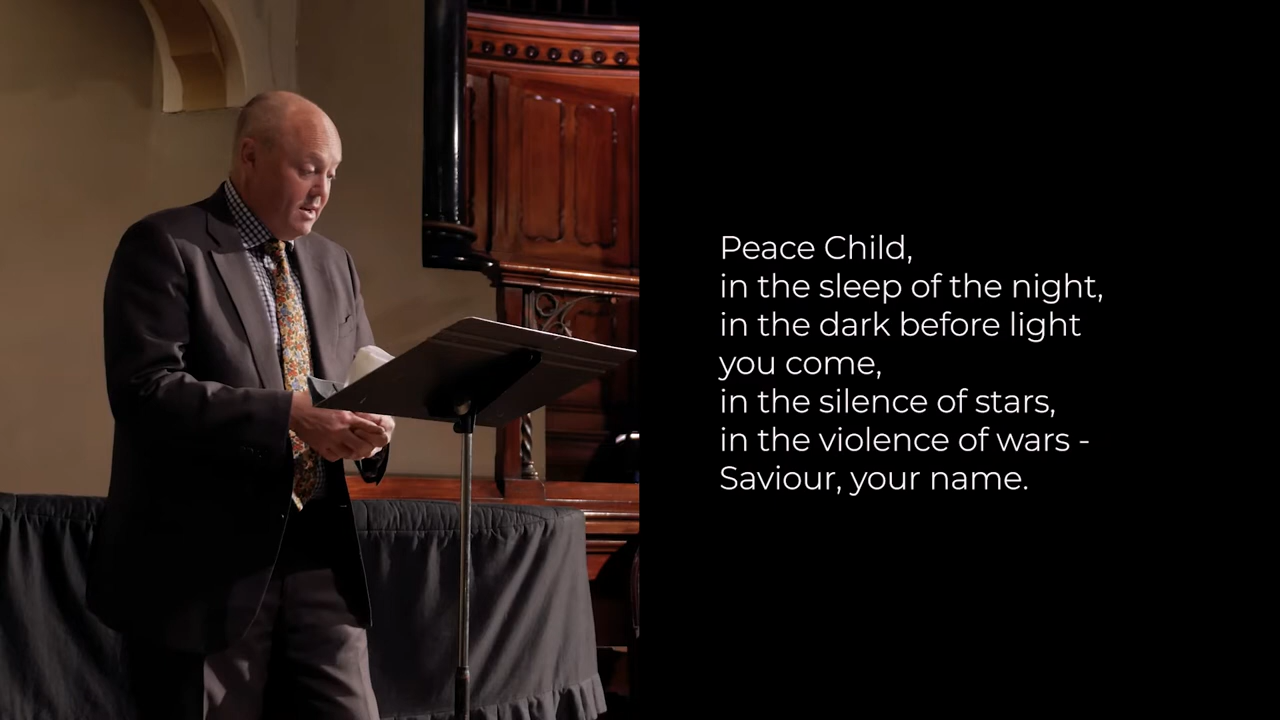 Peace Child,
in the sleep of the night,
in the dark before light
you come,
in the silence of stars,
in the violence of wars -
Saviour, your name.